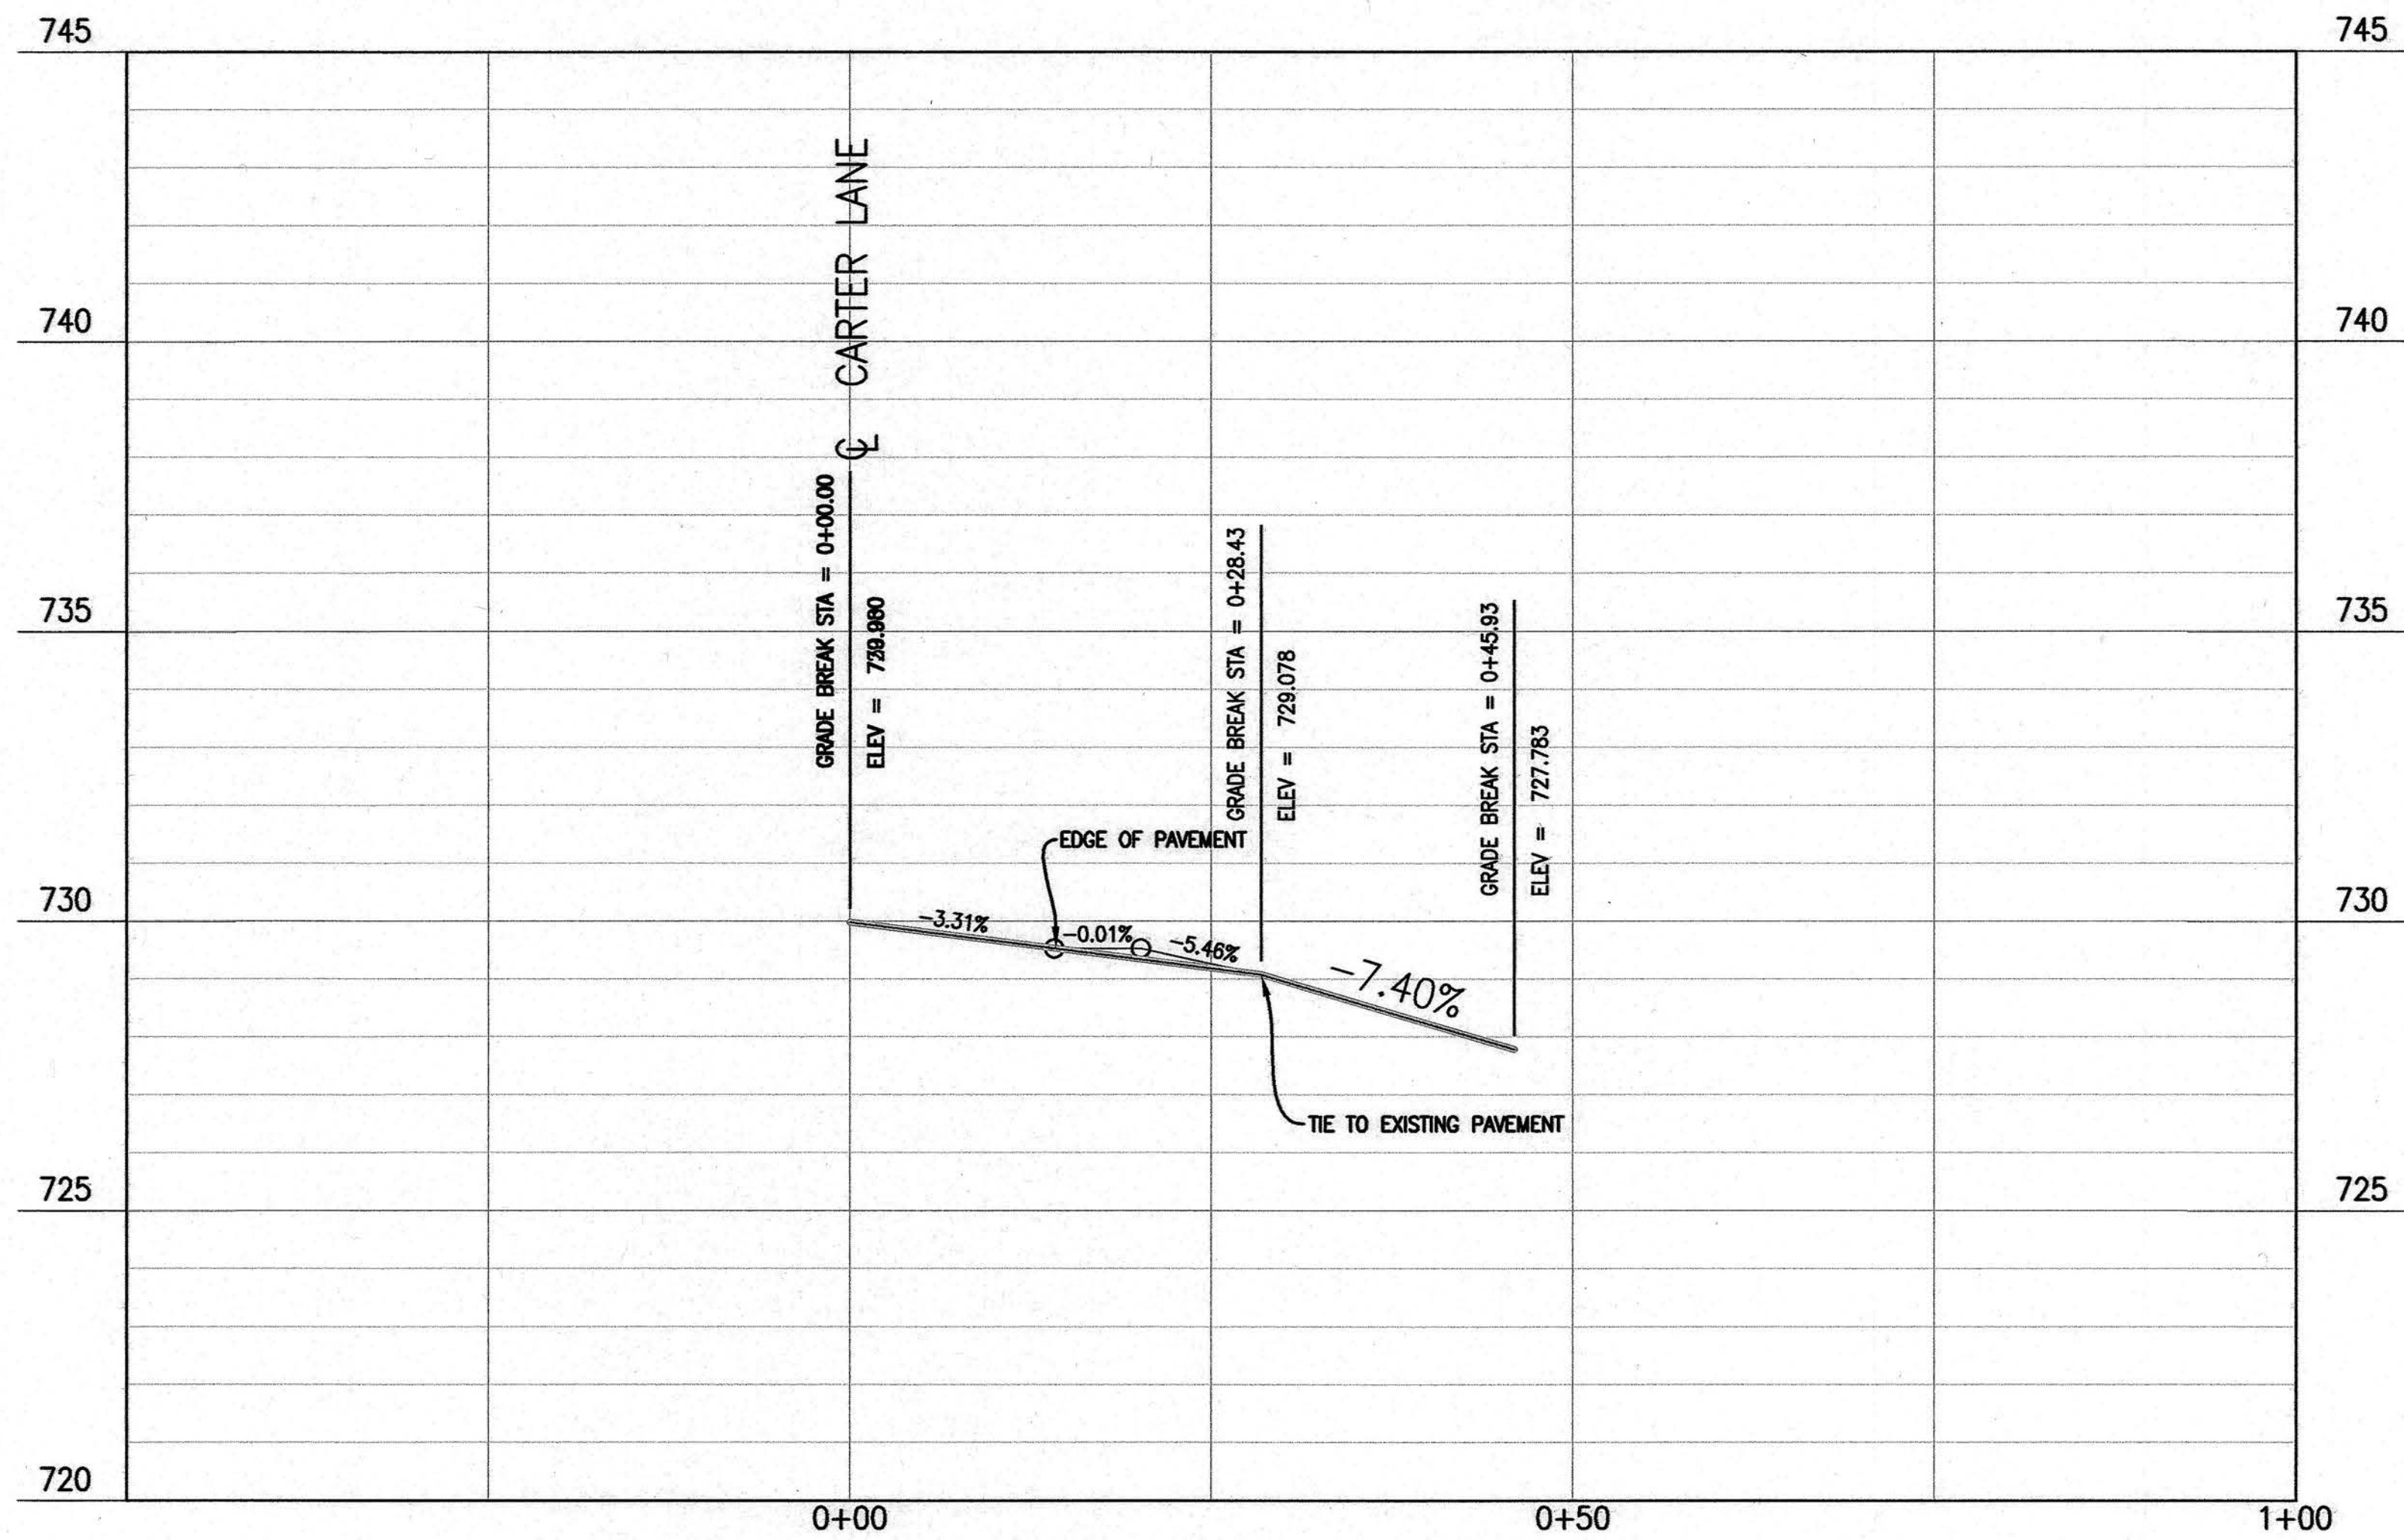 745
745
740
740
735
735
730
730
725
725
720
0+00
0+50
1+00
℄ CARTER LANE
GRADE BREAK STA = 0+00.00
ELEV =
GRADE BREAK STA = 0+28.43
ELEV = 729.078
GRADE BREAK STA = 0+45.93
ELEV = 727.783
EDGE OF PAVEMENT
-3.31%
-0.01%
-5.46%
-7.40%
TIE TO EXISTING PAVEMENT